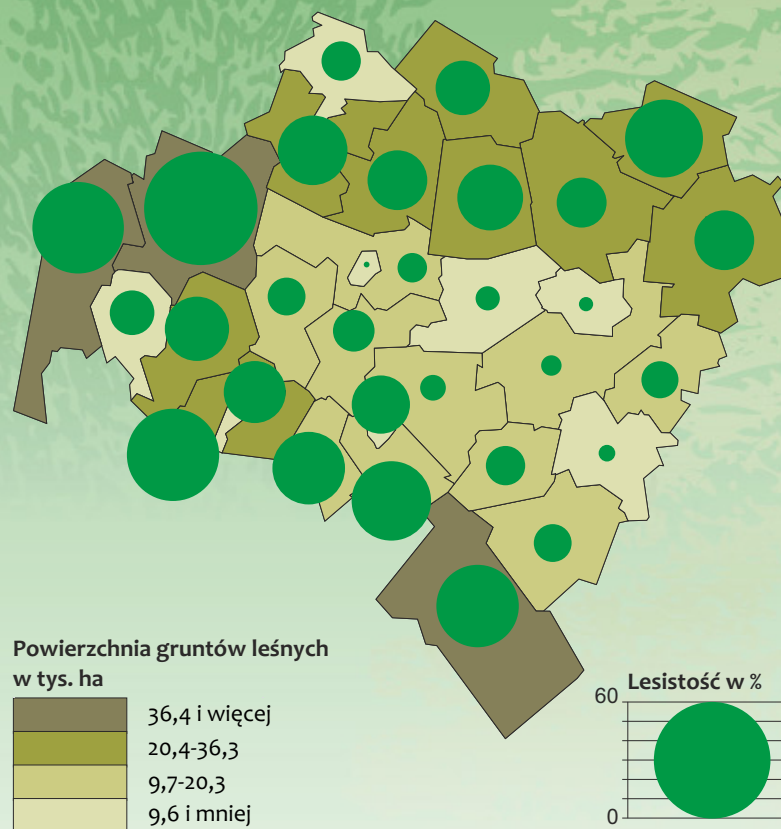 Powierzchnia gruntów leśnych
w tys. ha
36,4 i więcej
20,4-36,3
9,7-20,3
9,6 i mniej
Lesistość w %
60
0